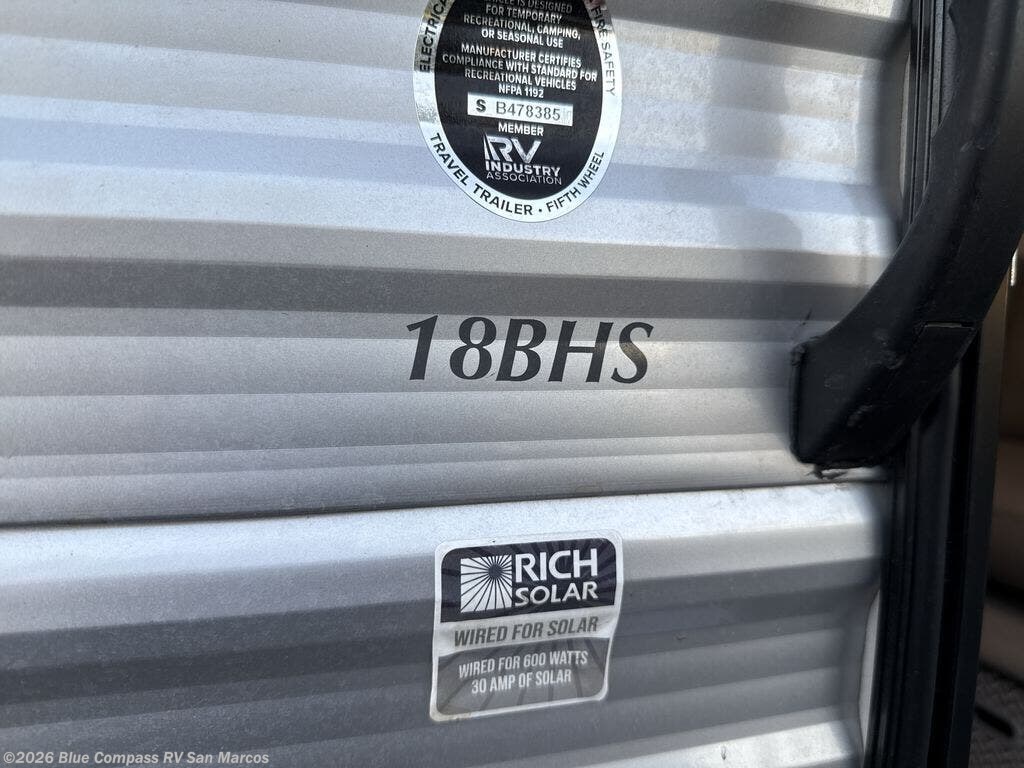 ELECTRICAL
FIRE SAFETY
IS DESIGNED
FOR TEMPORARY
RECREATIONAL, CAMPING,
OR SEASONAL USE
MANUFACTURER CERTIFIES
COMPLIANCE WITH STANDARD FOR
RECREATIONAL VEHICLES
NFPA 1192
S B478385
MEMBER
RV
INDUSTRY
ASSOCIATION
TRAVEL TRAILER • FIFTH WHEEL
18BHS
RICH
SOLAR
WIRED FOR SOLAR
WIRED FOR 600 WATTS
30 AMP OF SOLAR
©2026 Blue Compass RV San Marcos